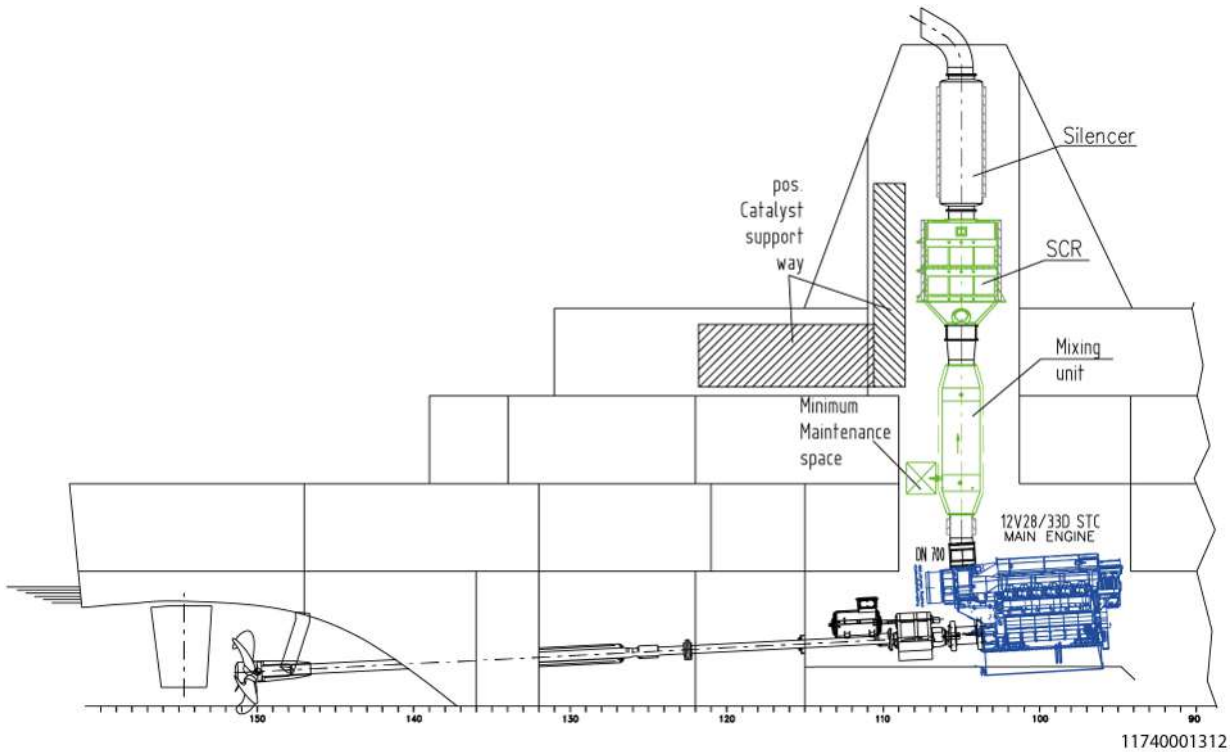 Silencer
pos.
Catalyst
support
way
SCR
Mixing
unit
Minimum
Maintenance
space
12V28/33D STC
MAIN ENGINE
DN 700
150
140
130
120
110
100
90
11740001312